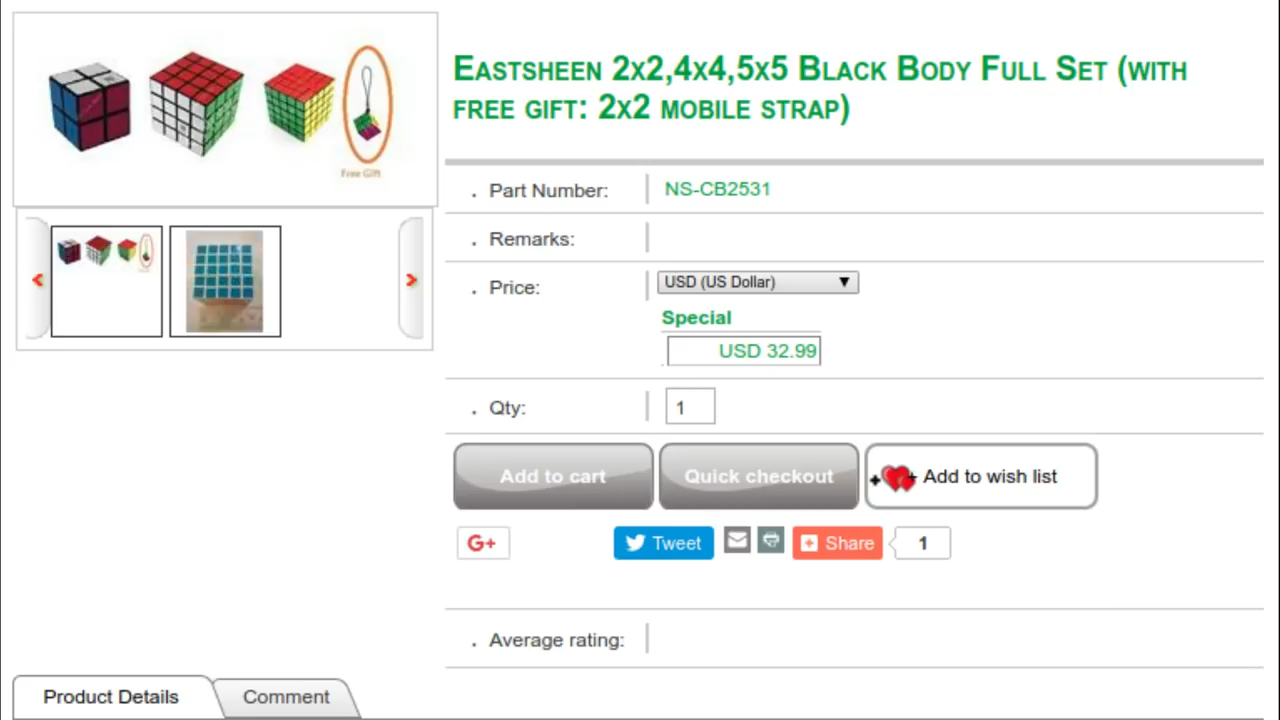 Eastsheen 2x2,4x4,5x5 Black Body Full Set (with
free gift: 2x2 mobile strap)
Free Gift
. Part Number: NS-CB2531
. Remarks:
. Price: USD (US Dollar)
Special
USD 32.99
. Qty: 1
Add to cart Quick checkout Add to wish list
G+ Tweet Share 1
. Average rating:
Product Details Comment